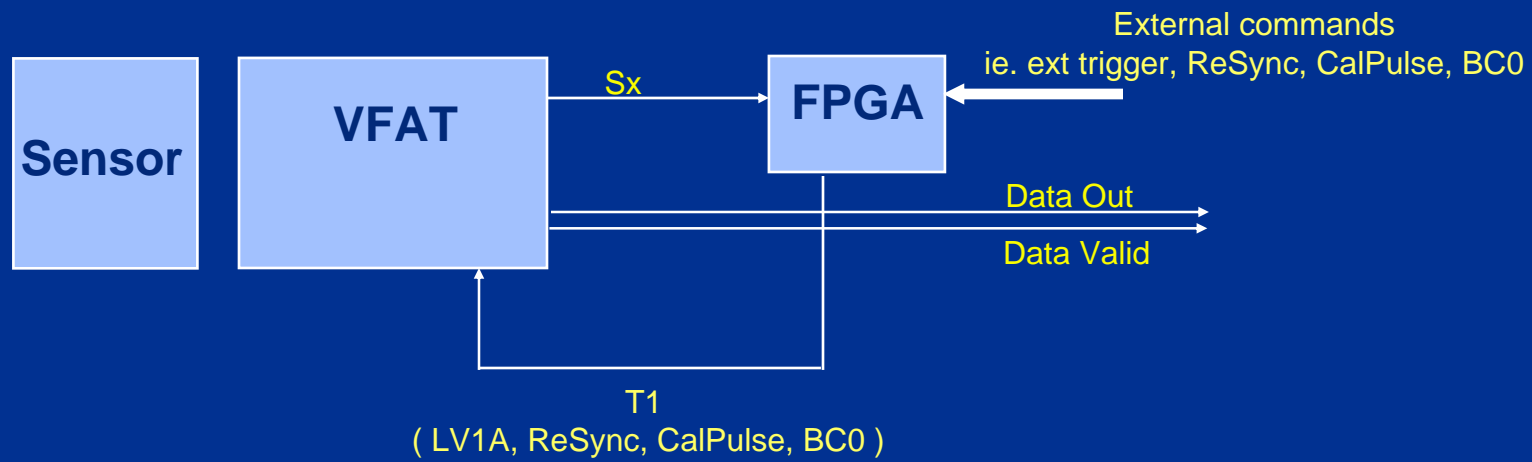 External commands
ie. ext trigger, ReSync, CalPulse, BC0
Sensor
VFAT
Sx
FPGA
Data Out
Data Valid
T1
( LV1A, ReSync, CalPulse, BC0 )